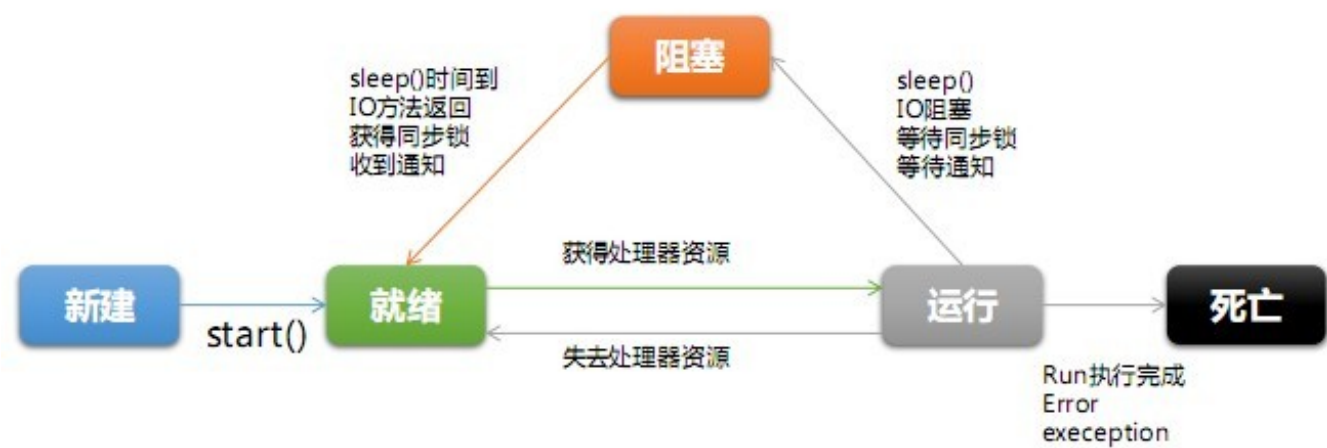 阻塞
sleep()时间到
IO方法返回
获得同步锁
收到通知
sleep()
IO阻塞
等待同步锁
等待通知
获得处理器资源
新建
就绪
运行
死亡
start()
失去处理器资源
Run执行完成
Error
exeception